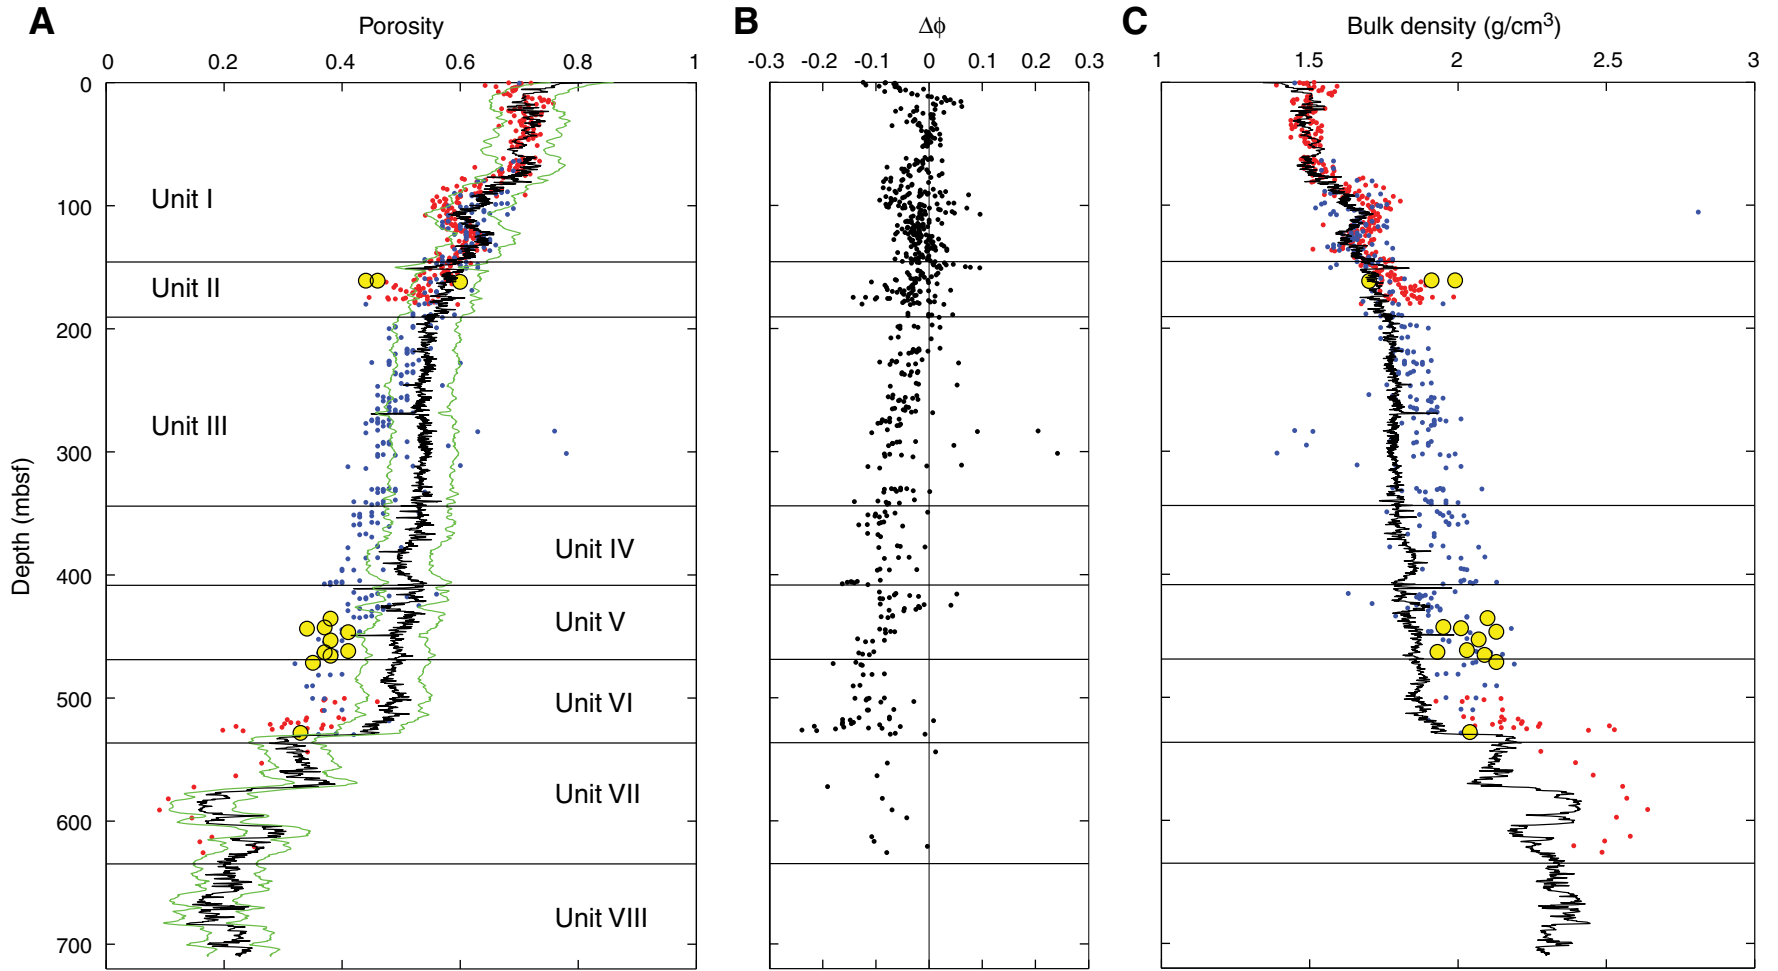 A
Porosity
B
Δϕ
C
Bulk density (g/cm³)
0 0.2 0.4 0.6 0.8 1
-0.3 -0.2 -0.1 0 0.1 0.2 0.3
1 1.5 2 2.5 3
Depth (mbsf)
0
100
200
300
400
500
600
700
Unit I
Unit II
Unit III
Unit IV
Unit V
Unit VI
Unit VII
Unit VIII